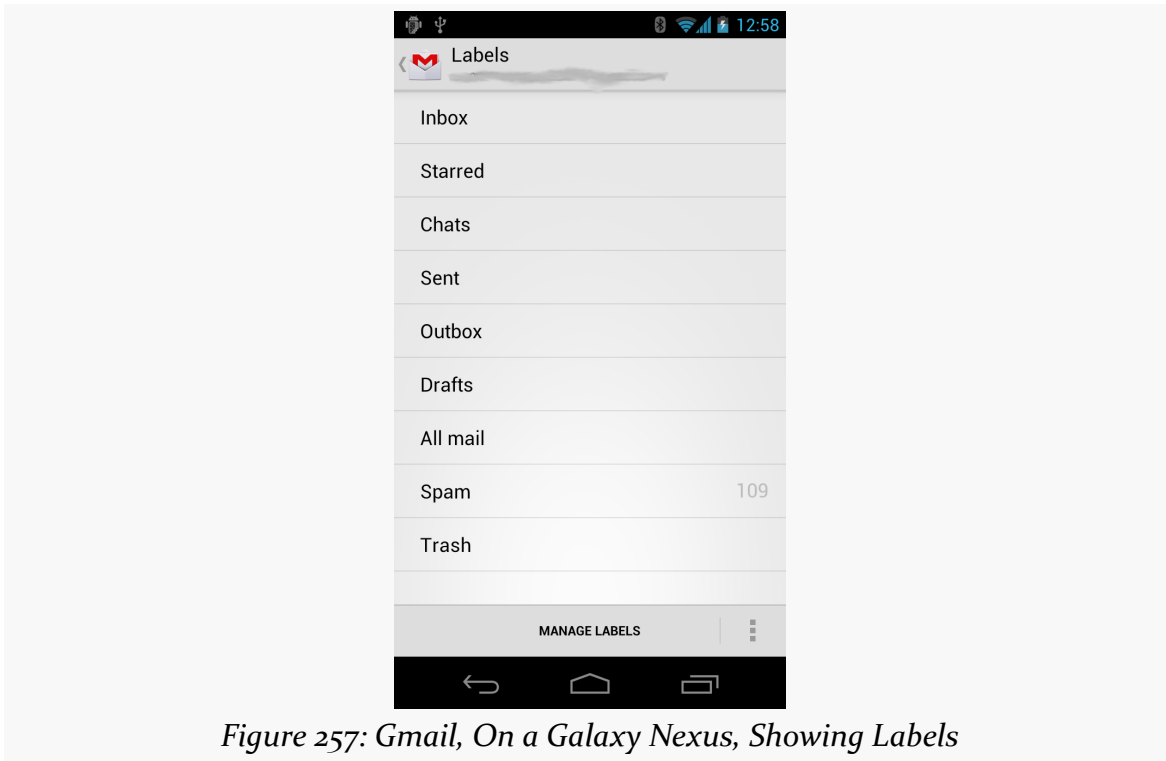 12:58
Labels
Inbox
Starred
Chats
Sent
Outbox
Drafts
All mail
Spam 109
Trash
MANAGE LABELS
Figure 257: Gmail, On a Galaxy Nexus, Showing Labels